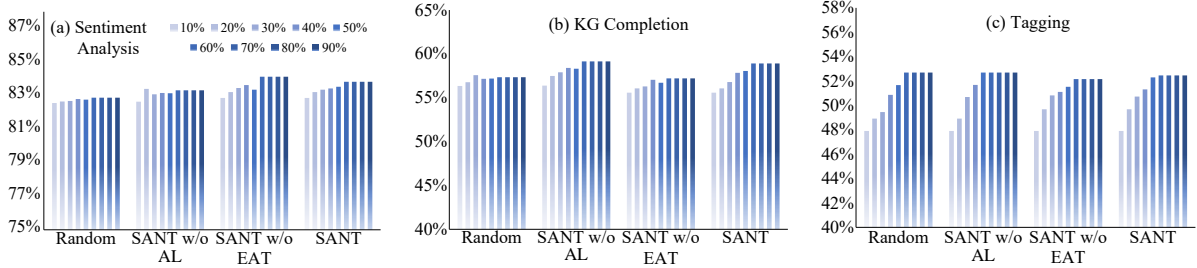 (a) Sentiment
Analysis
10% 20% 30% 40% 50%
60% 70% 80% 90%
87%
85%
83%
81%
79%
77%
75%
Random
SANT w/o
AL
SANT w/o
EAT
SANT
(b) KG Completion
65%
60%
55%
50%
45%
40%
Random
SANT w/o
AL
SANT w/o
EAT
SANT
(c) Tagging
58%
56%
54%
52%
50%
48%
46%
44%
42%
40%
Random
SANT w/o
AL
SANT w/o
EAT
SANT